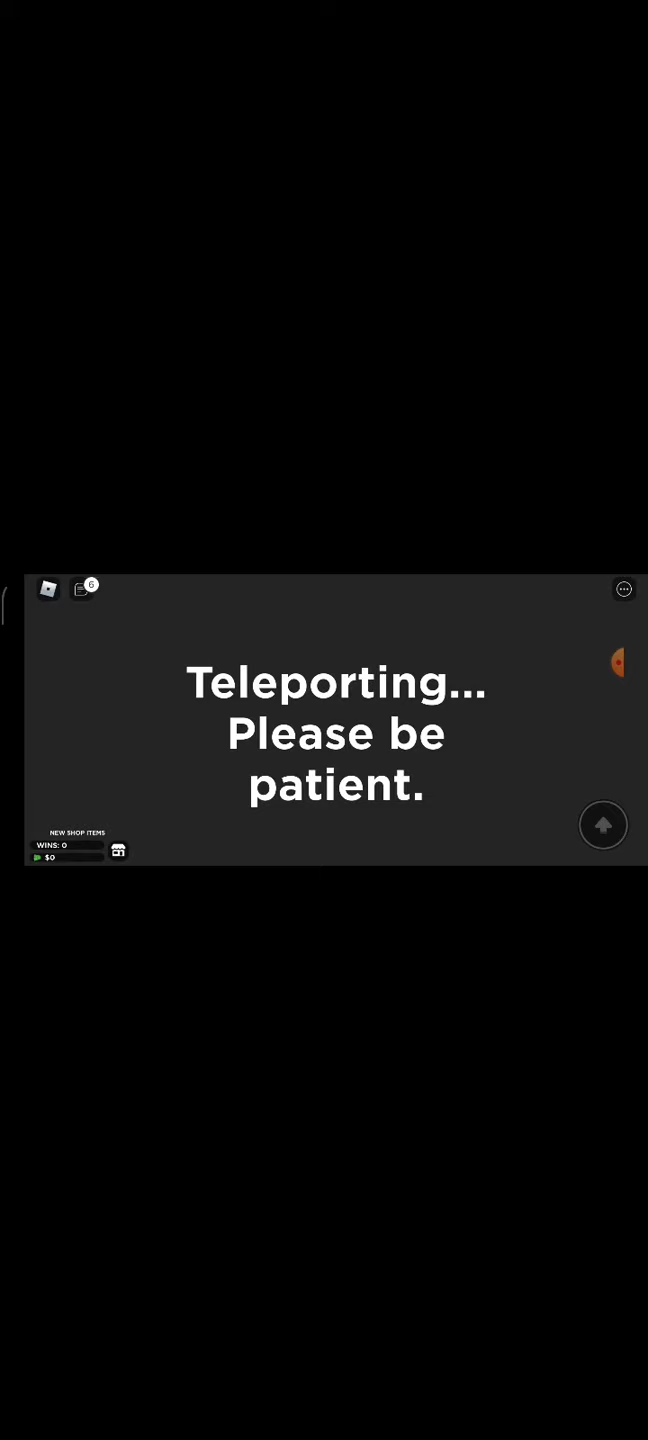 6
Teleporting...
Please be
patient.
NEW SHOP ITEMS
WINS: 0
$0